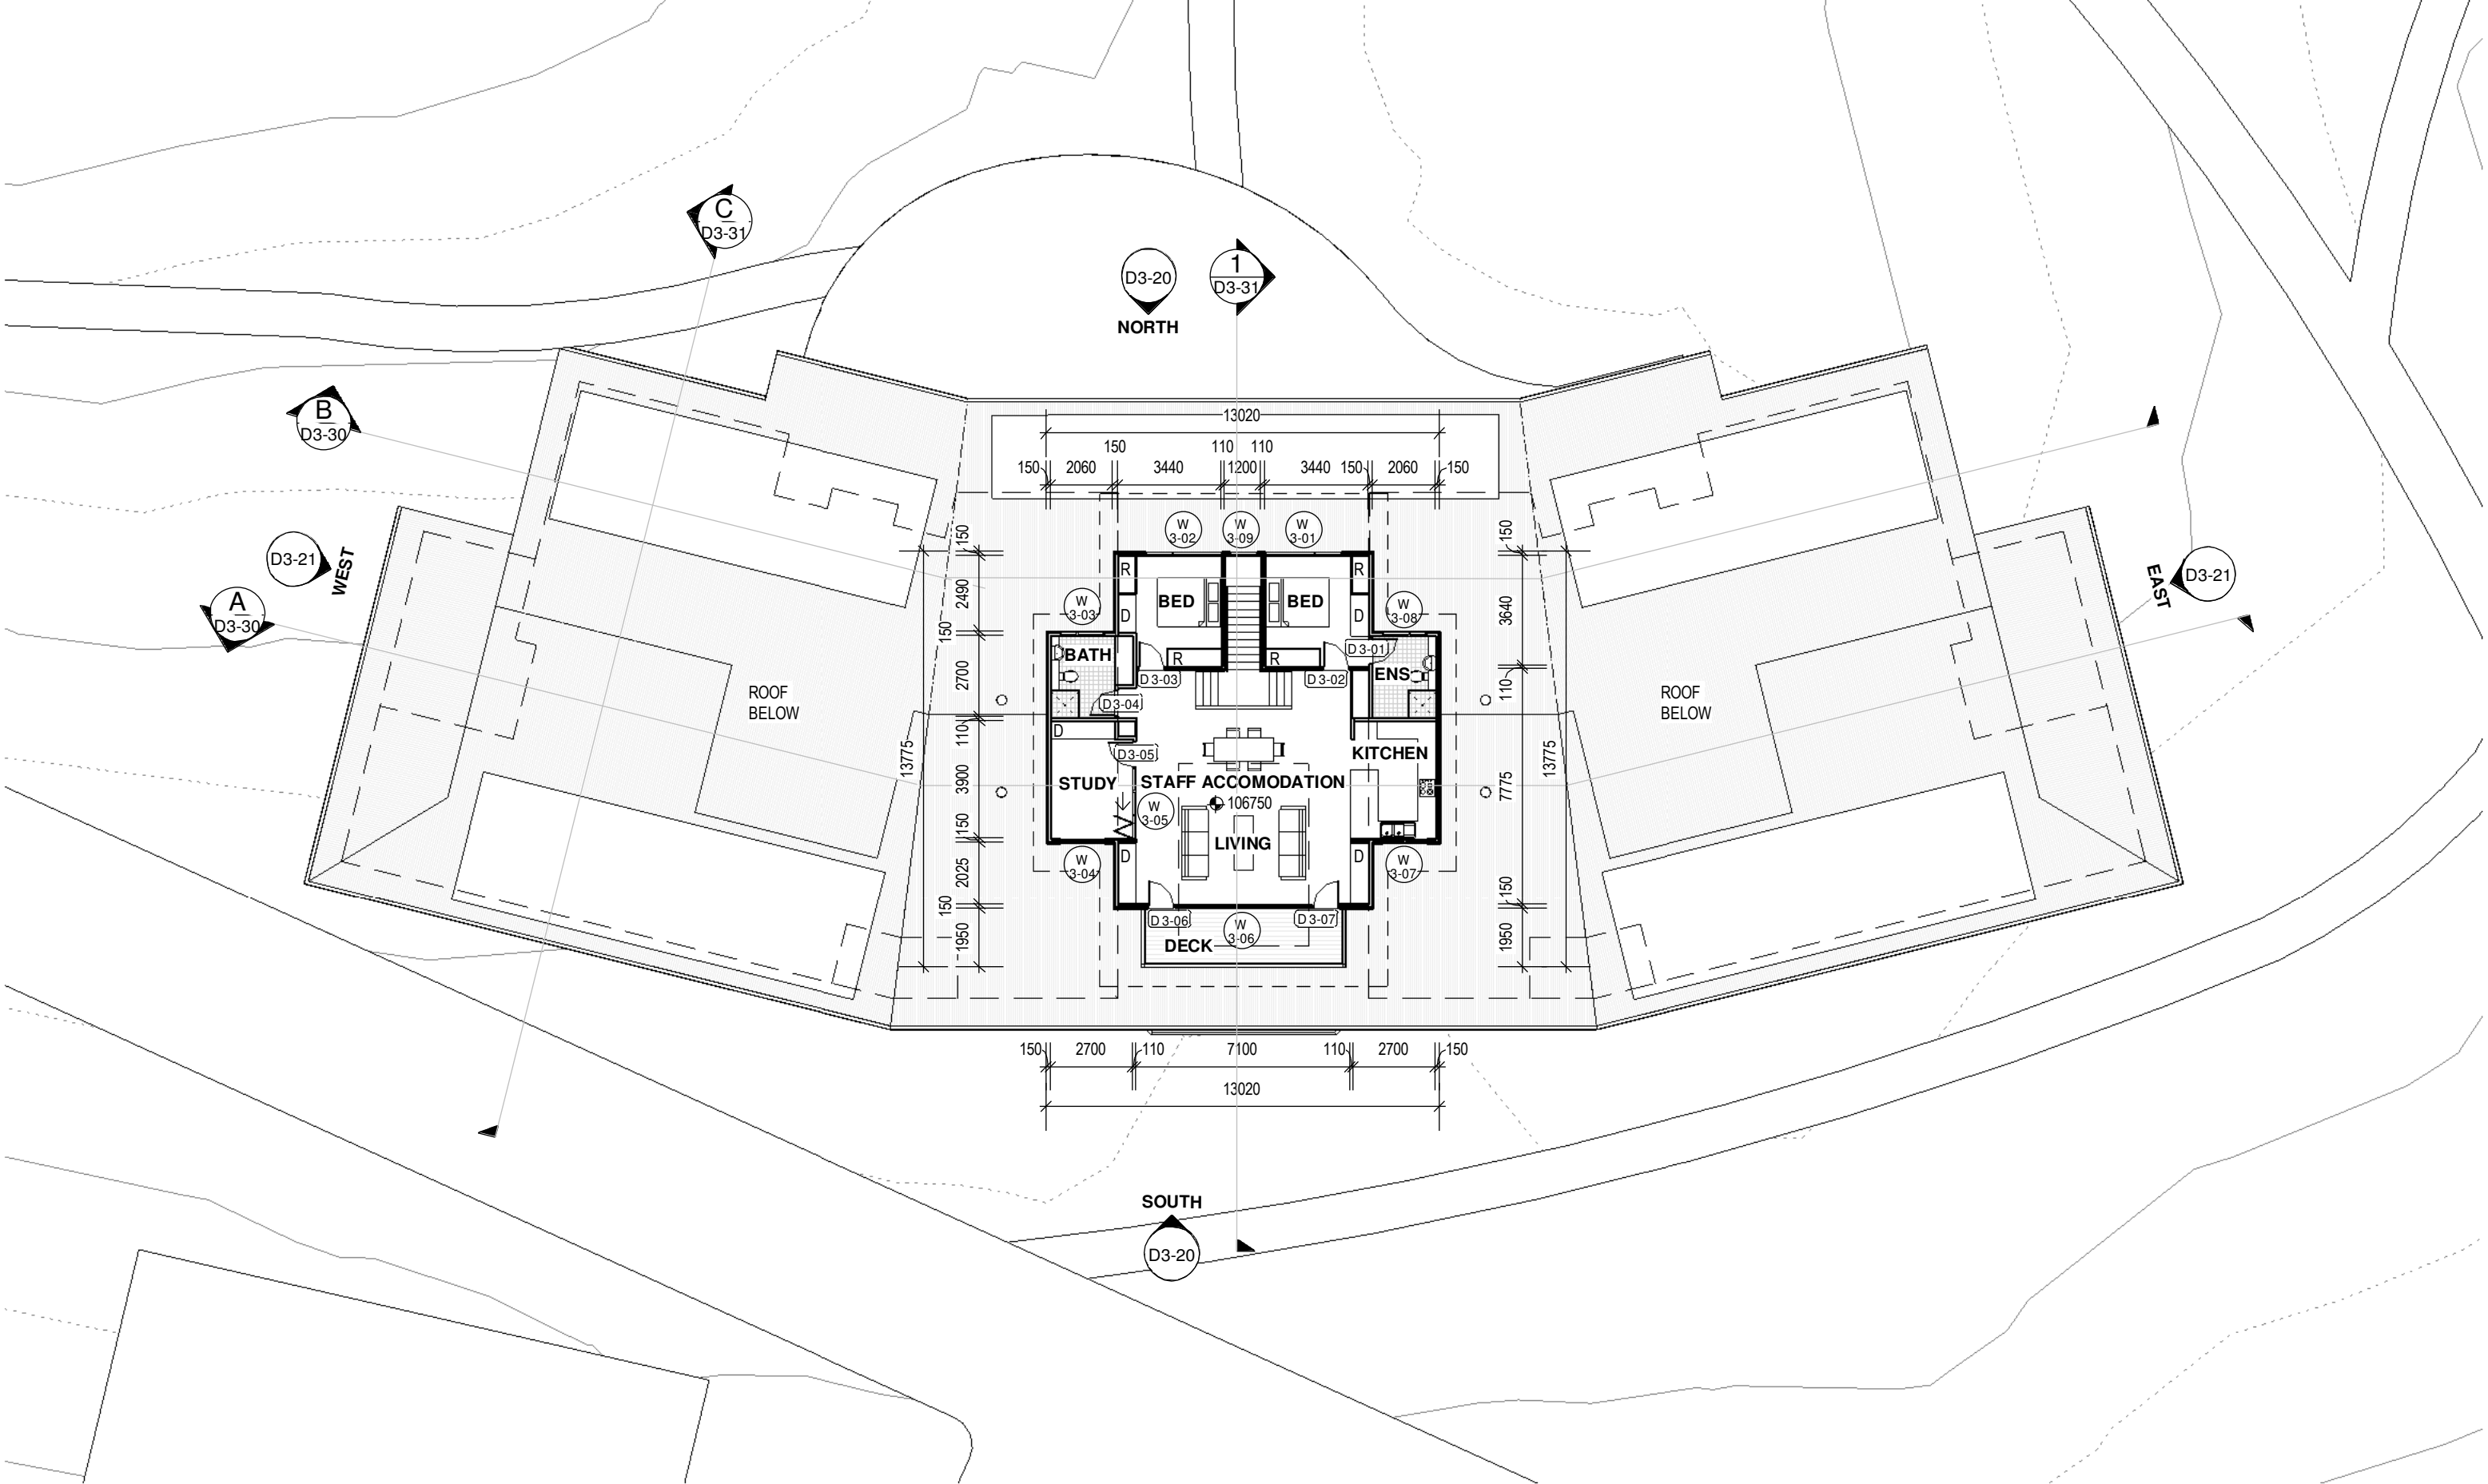 C
D3-31
D3-20
NORTH
1
D3-31
B
D3-30
13020
150 110 110
150 2060 3440 1200 3440 150 2060 150
D3-21
WEST
A
D3-30
EAST
D3-21
W
3-02
W
3-09
W
3-01
150
2490
150
2700
110
3900
150
2025
150
1950
13775
150
3640
110
7775
150
1950
13775
R
R
BED
BED
D
D
W
3-03
W
3-08
BATH
R
R
D3-01
ENS
D3-03
D3-02
D3-04
ROOF
BELOW
ROOF
BELOW
D
D3-05
KITCHEN
STUDY
STAFF ACCOMODATION
106750
W
3-05
LIVING
W
3-04
D
D
W
3-07
D3-06
D3-07
W
3-06
DECK
150 2700 110 7100 110 2700 150
13020
SOUTH
D3-20